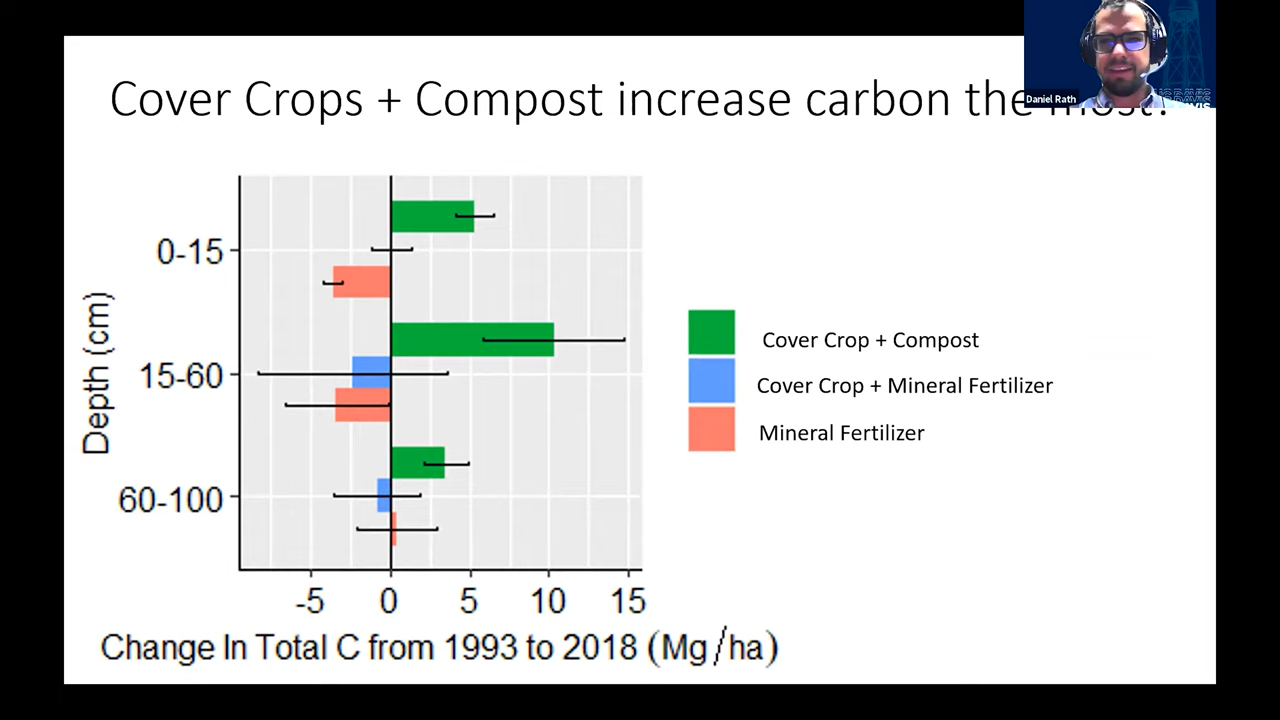 Cover Crops + Compost increase carbon the most?
Daniel Rath
0-15
15-60
60-100
Depth (cm)
-5 0 5 10 15
Change In Total C from 1993 to 2018 (Mg/ha)
Cover Crop + Compost
Cover Crop + Mineral Fertilizer
Mineral Fertilizer